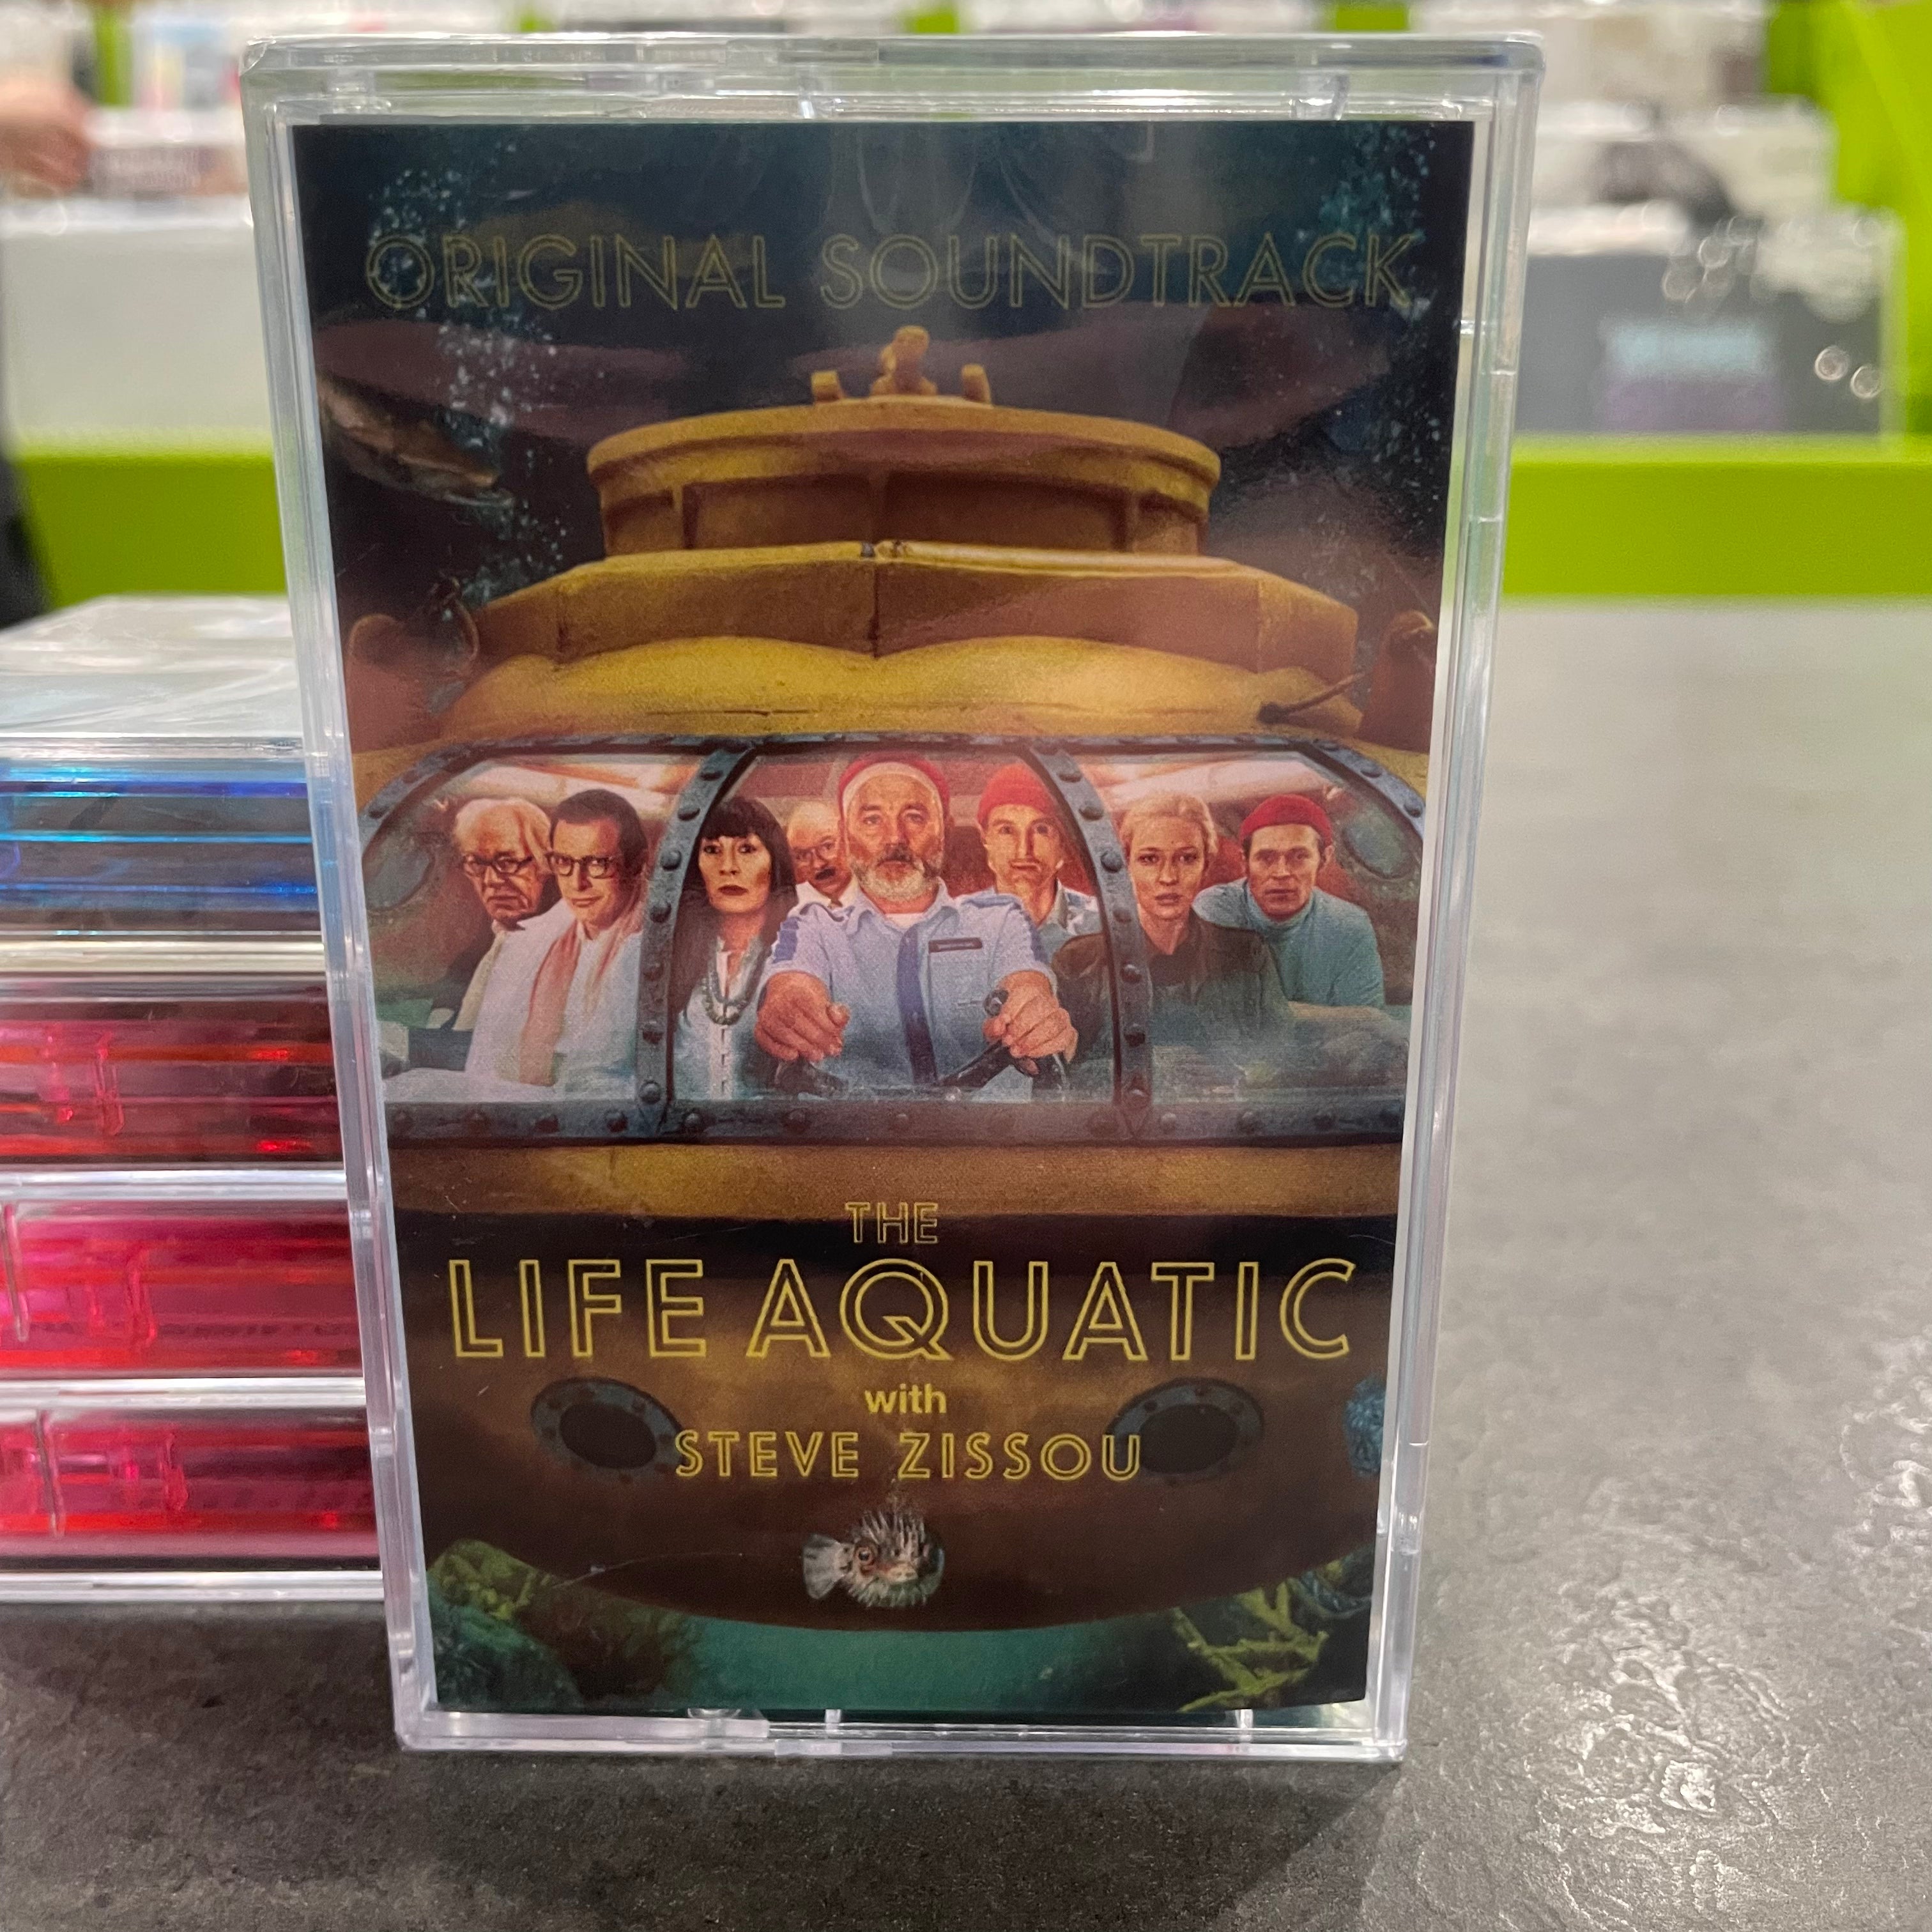 ORIGINAL SOUNDTRACK
THE
LIFE AQUATIC
with
STEVE ZISSOU